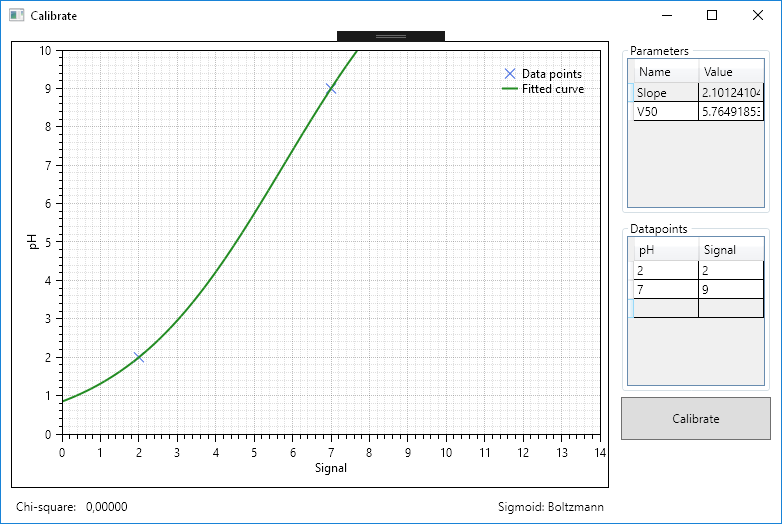 Calibrate
10
9
8
7
6
5
4
3
2
1
0
pH
0 1 2 3 4 5 6 7 8 9 10 11 12 13 14
Signal
Data points
Fitted curve
Parameters
Name Value
Slope 2.10124104
V50 5.76491853
Datapoints
pH Signal
2 2
7 9
Calibrate
Chi-square: 0,00000
Sigmoid: Boltzmann